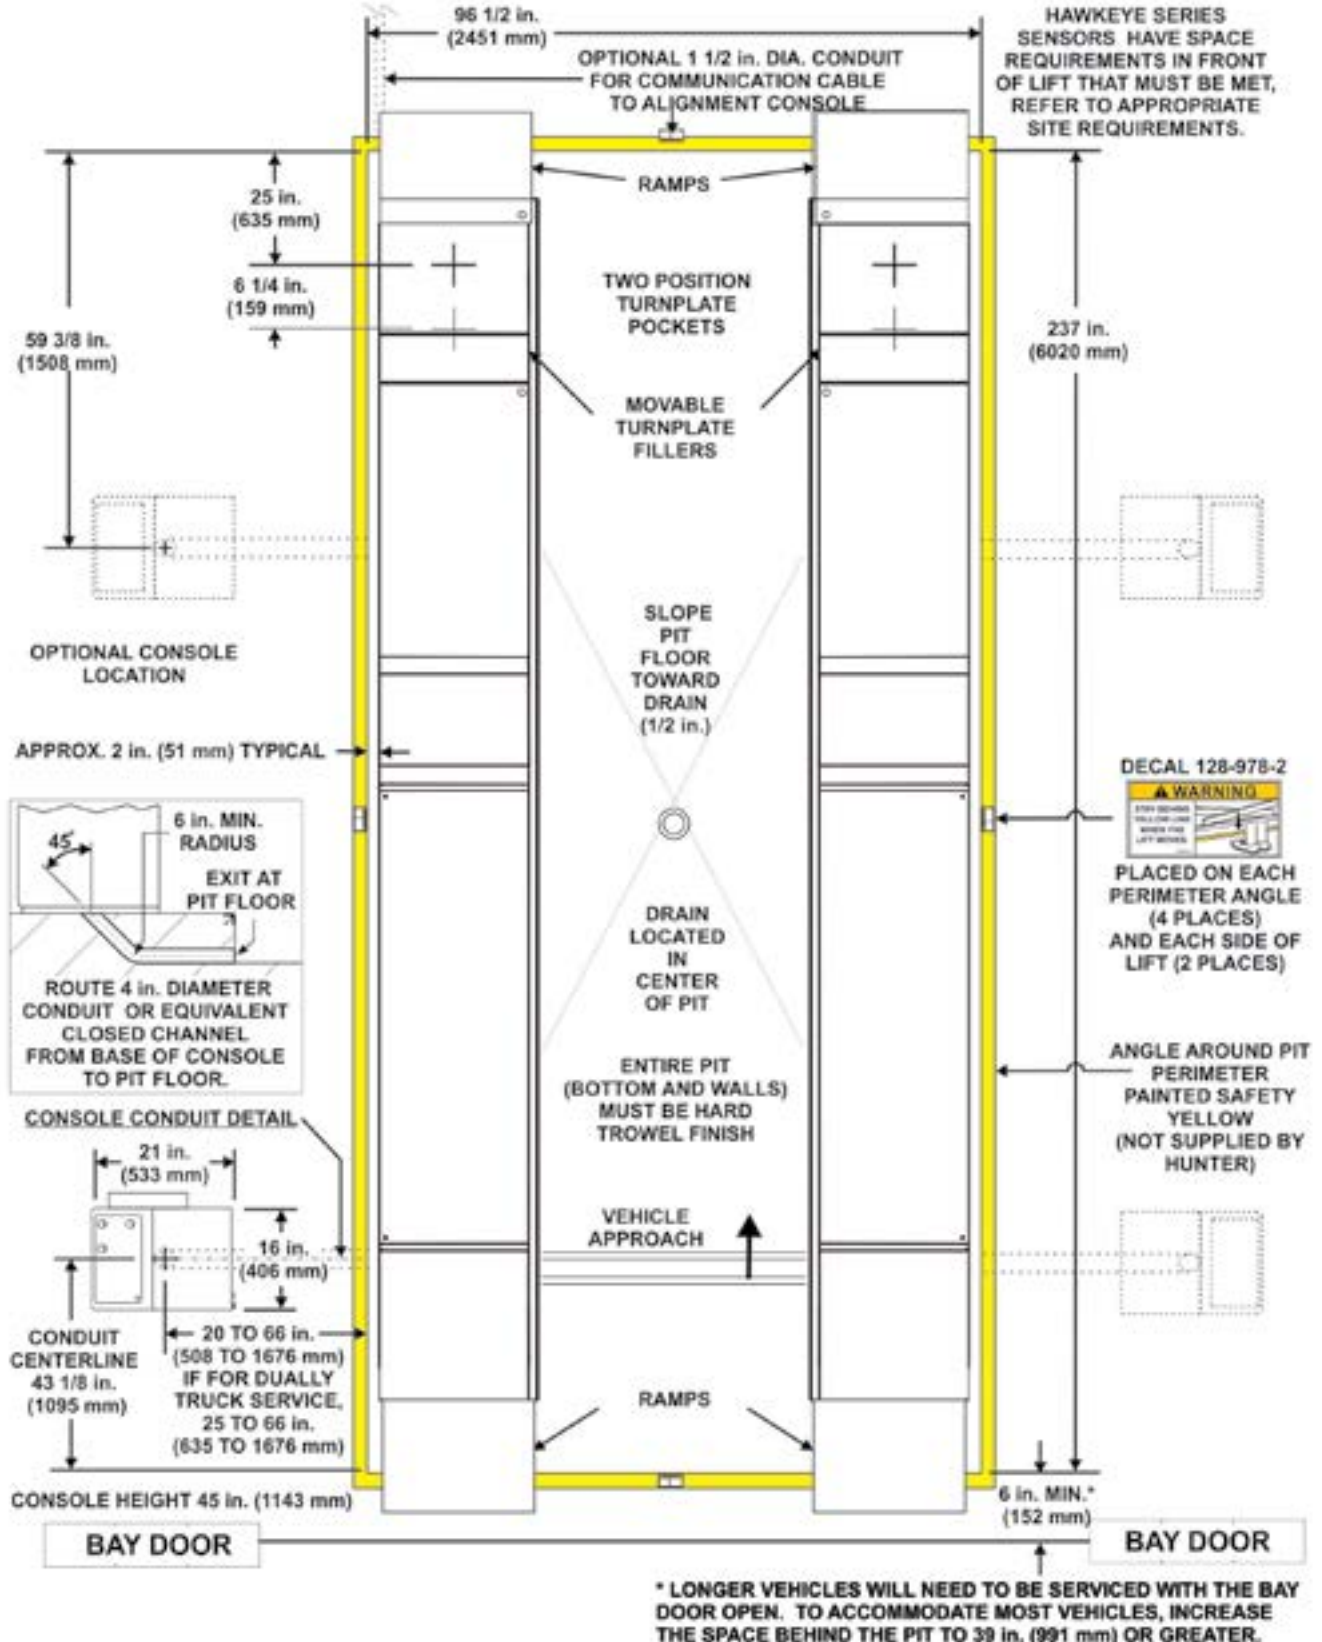 96 1/2 in.
(2451 mm)
OPTIONAL 1 1/2 in. DIA. CONDUIT
FOR COMMUNICATION CABLE
TO ALIGNMENT CONSOLE
HAWKEYE SERIES
SENSORS HAVE SPACE
REQUIREMENTS IN FRONT
OF LIFT THAT MUST BE MET,
REFER TO APPROPRIATE
SITE REQUIREMENTS.
RAMPS
25 in.
(635 mm)
6 1/4 in.
(159 mm)
59 3/8 in.
(1508 mm)
TWO POSITION
TURNPLATE
POCKETS
237 in.
(6020 mm)
MOVABLE
TURNPLATE
FILLERS
OPTIONAL CONSOLE
LOCATION
SLOPE
PIT
FLOOR
TOWARD
DRAIN
(1/2 in.)
APPROX. 2 in. (51 mm) TYPICAL
DECAL 128-978-2
WARNING
STAY BEHIND
YELLOW LINE
WHEN THE
LIFT MOVES
PLACED ON EACH
PERIMETER ANGLE
(4 PLACES)
AND EACH SIDE OF
LIFT (2 PLACES)
45°
6 in. MIN.
RADIUS
EXIT AT
PIT FLOOR
ROUTE 4 in. DIAMETER
CONDUIT OR EQUIVALENT
CLOSED CHANNEL
FROM BASE OF CONSOLE
TO PIT FLOOR.
DRAIN
LOCATED
IN
CENTER
OF PIT
ENTIRE PIT
(BOTTOM AND WALLS)
MUST BE HARD
TROWEL FINISH
ANGLE AROUND PIT
PERIMETER
PAINTED SAFETY
YELLOW
(NOT SUPPLIED BY
HUNTER)
CONSOLE CONDUIT DETAIL
21 in.
(533 mm)
16 in.
(406 mm)
VEHICLE
APPROACH
CONDUIT
CENTERLINE
43 1/8 in.
(1095 mm)
20 TO 66 in.
(508 TO 1676 mm)
IF FOR DUALLY
TRUCK SERVICE,
25 TO 66 in.
(635 TO 1676 mm)
RAMPS
CONSOLE HEIGHT 45 in. (1143 mm)
6 in. MIN.*
(152 mm)
BAY DOOR
BAY DOOR
* LONGER VEHICLES WILL NEED TO BE SERVICED WITH THE BAY
DOOR OPEN. TO ACCOMMODATE MOST VEHICLES, INCREASE
THE SPACE BEHIND THE PIT TO 39 in. (991 mm) OR GREATER.